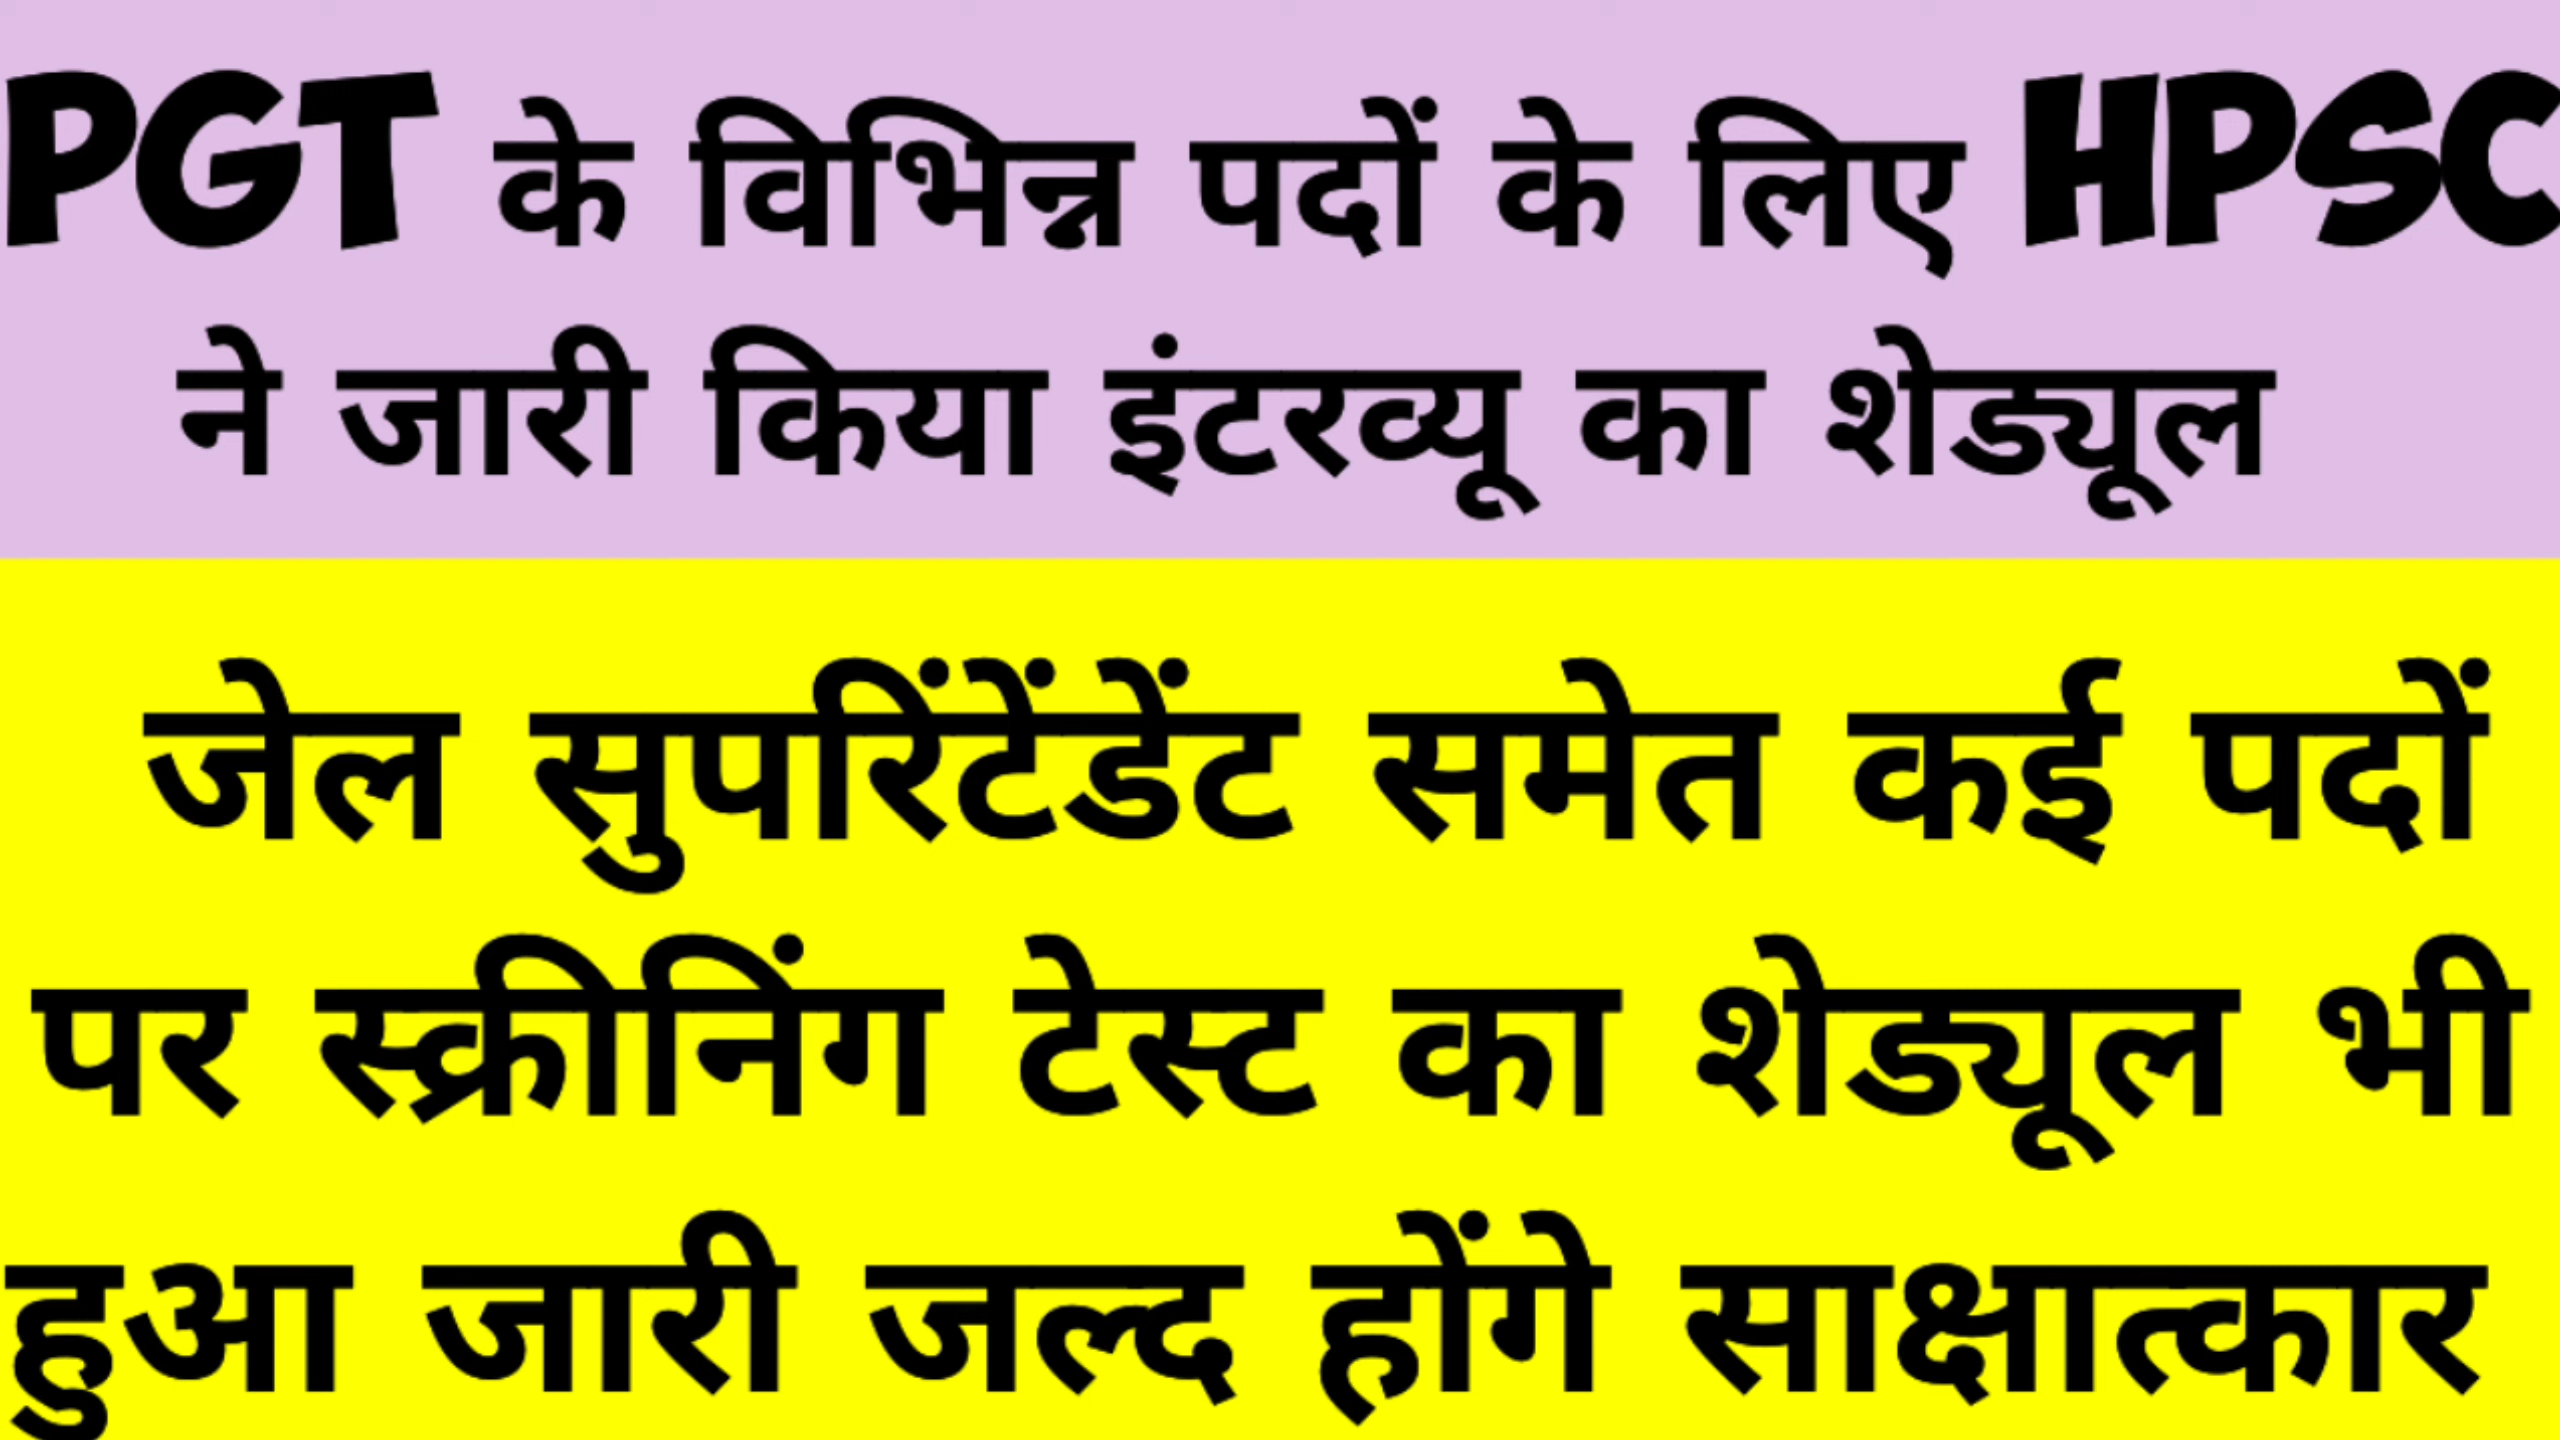 PGT के विभिन्न पदों के लिए HPSC
ने जारी किया इंटरव्यू का शेड्यूल
जेल सुपरिंटेंडेंट समेत कई पदों
पर स्क्रीनिंग टेस्ट का शेड्यूल भी
हुआ जारी जल्द होंगे साक्षात्कार